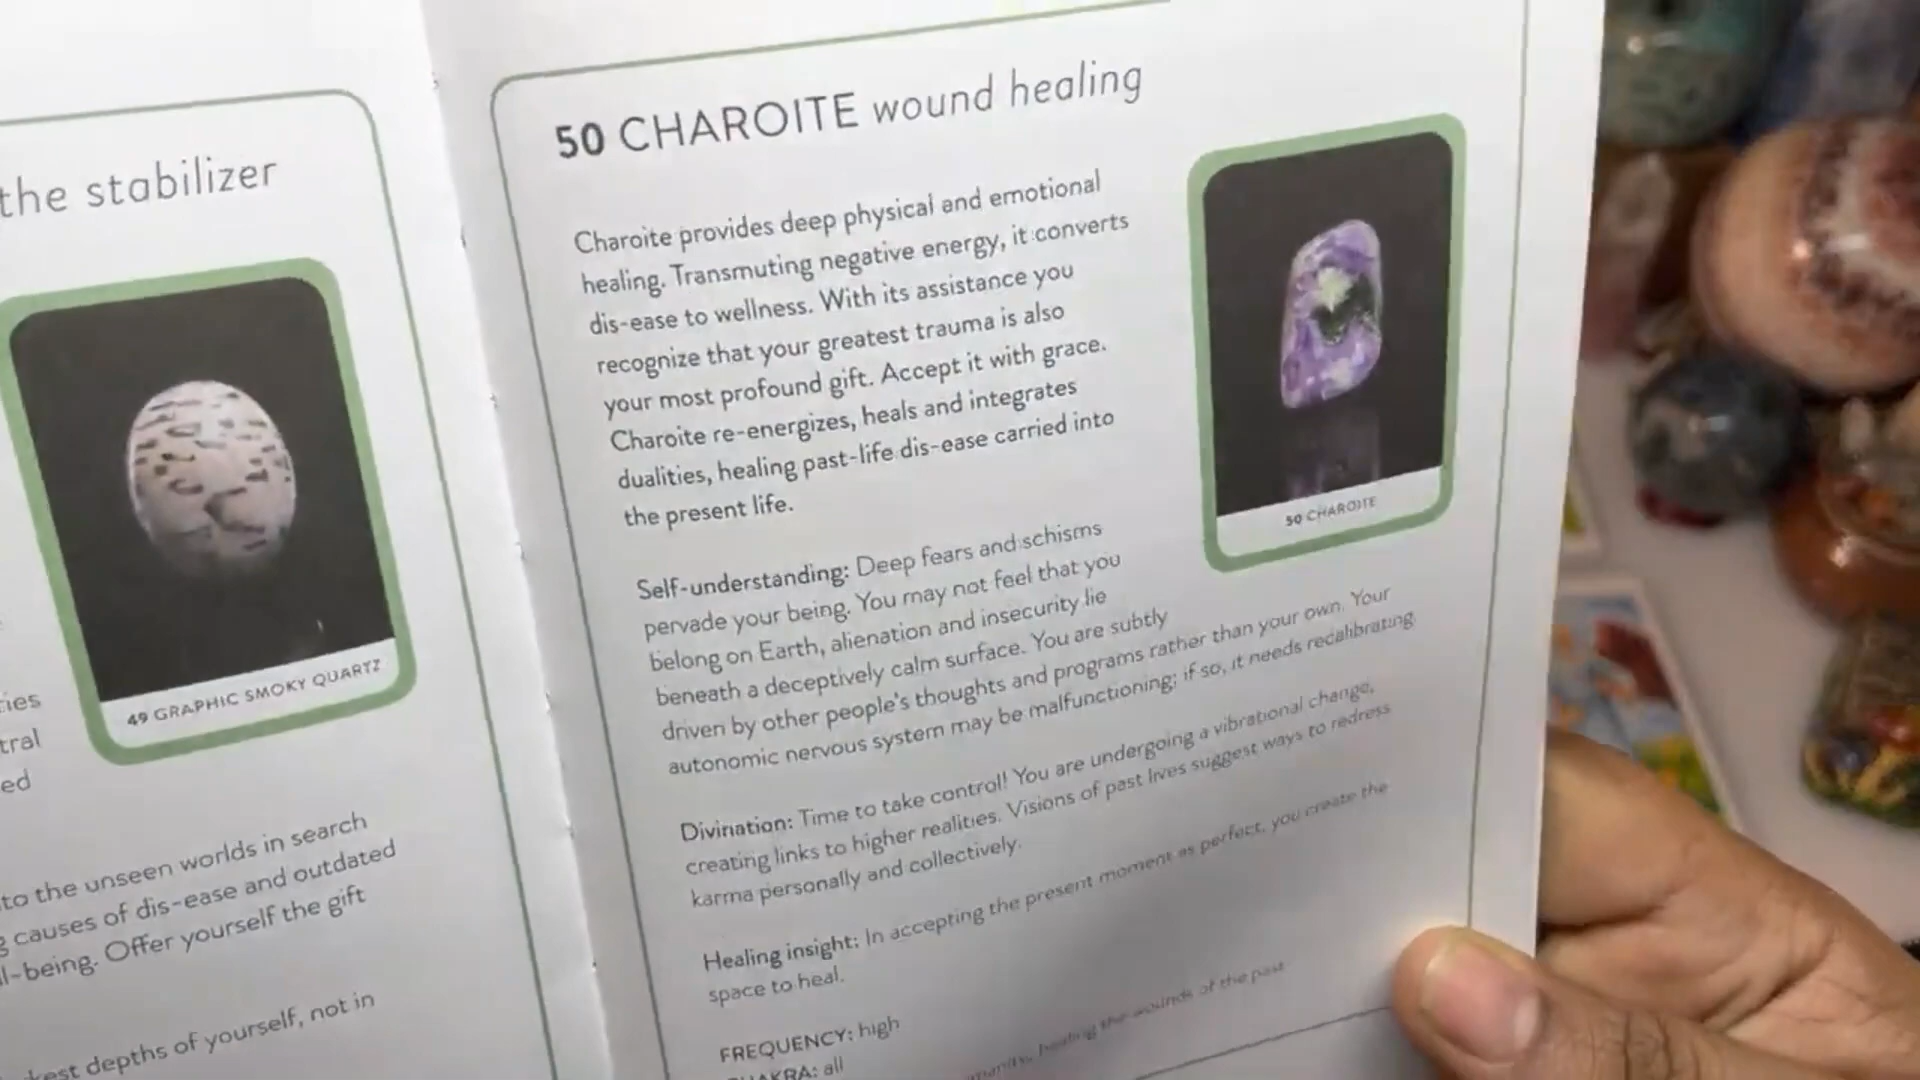 the stabilizer
49 GRAPHIC SMOKY QUARTZ
ties
tral
ed
to the unseen worlds in search
causes of dis-ease and outdated
l-being. Offer yourself the gift
depths of yourself, not in
50 CHAROITE wound healing
Charoite provides deep physical and emotional
healing. Transmuting negative energy, it converts
dis-ease to wellness. With its assistance you
recognize that your greatest trauma is also
your most profound gift. Accept it with grace.
Charoite re-energizes, heals and integrates
dualities, healing past-life dis-ease carried into
the present life.
50 CHAROITE
Self-understanding: Deep fears and schisms
pervade your being. You may not feel that you
belong on Earth, alienation and insecurity lie
beneath a deceptively calm surface. You are subtly
driven by other people's thoughts and programs rather than your own. Your
autonomic nervous system may be malfunctioning; if so, it needs recalibrating.
Divination: Time to take control! You are undergoing a vibrational change,
creating links to higher realities. Visions of past lives suggest ways to redress
karma personally and collectively.
Healing insight: In accepting the present moment as perfect, you create the
space to heal.
FREQUENCY: high
CHAKRA: all
healing the wounds of the past